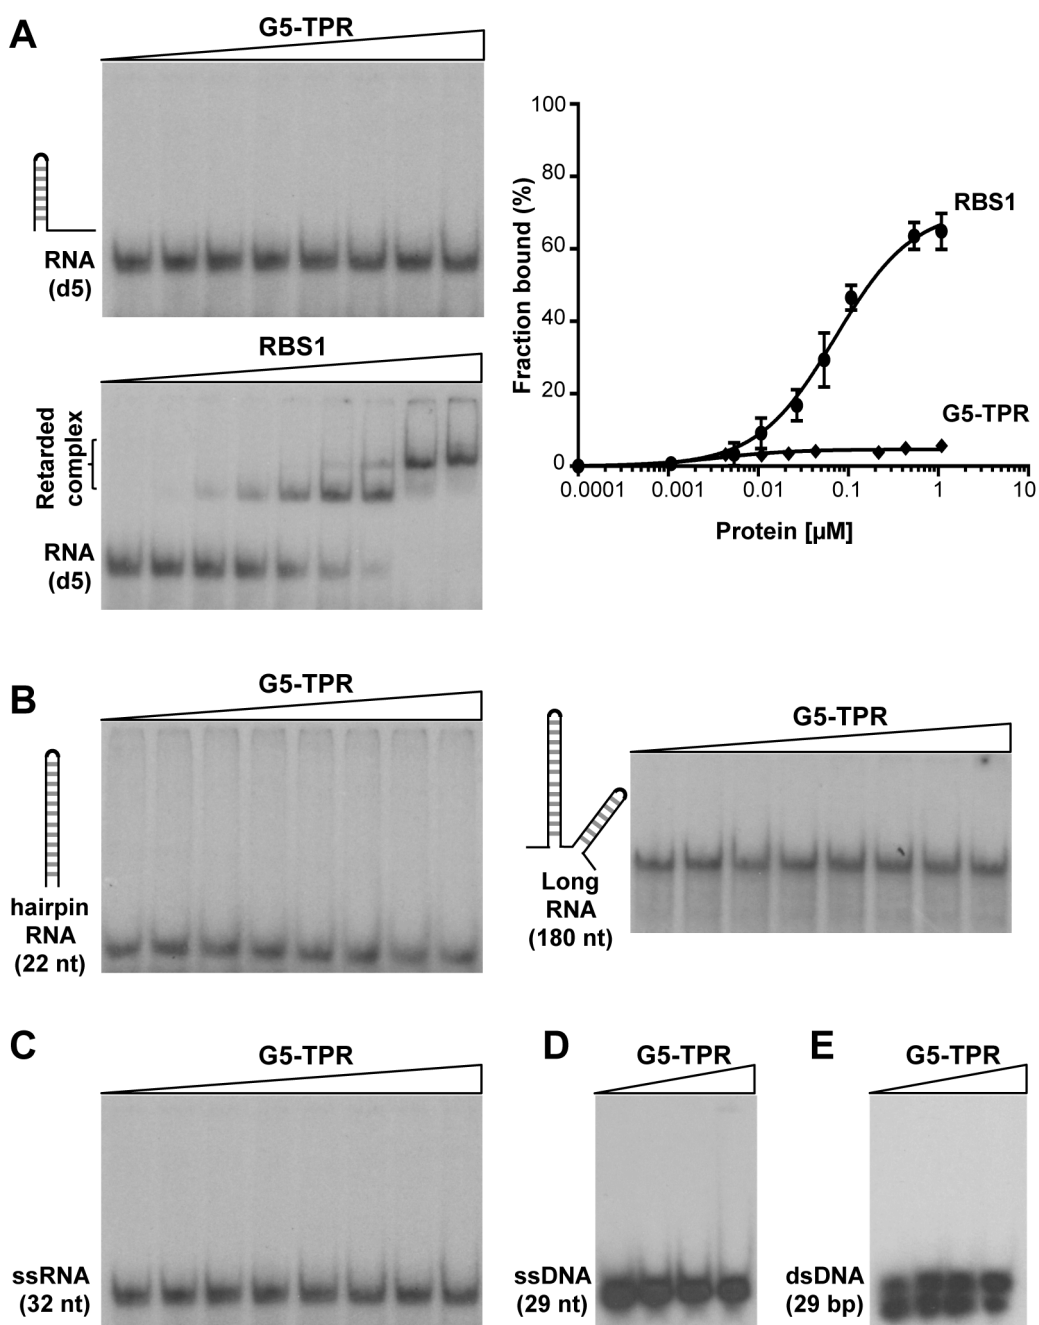 A
G5-TPR
RNA
(d5)
RBS1
Retarded
complex
RNA
(d5)
100
80
60
40
20
0
Fraction bound (%)
RBS1
G5-TPR
0.0001
0.001
0.01
0.1
1
10
Protein [µM]
B
G5-TPR
hairpin
RNA
(22 nt)
G5-TPR
Long
RNA
(180 nt)
C
G5-TPR
ssRNA
(32 nt)
D
G5-TPR
ssDNA
(29 nt)
E
G5-TPR
dsDNA
(29 bp)